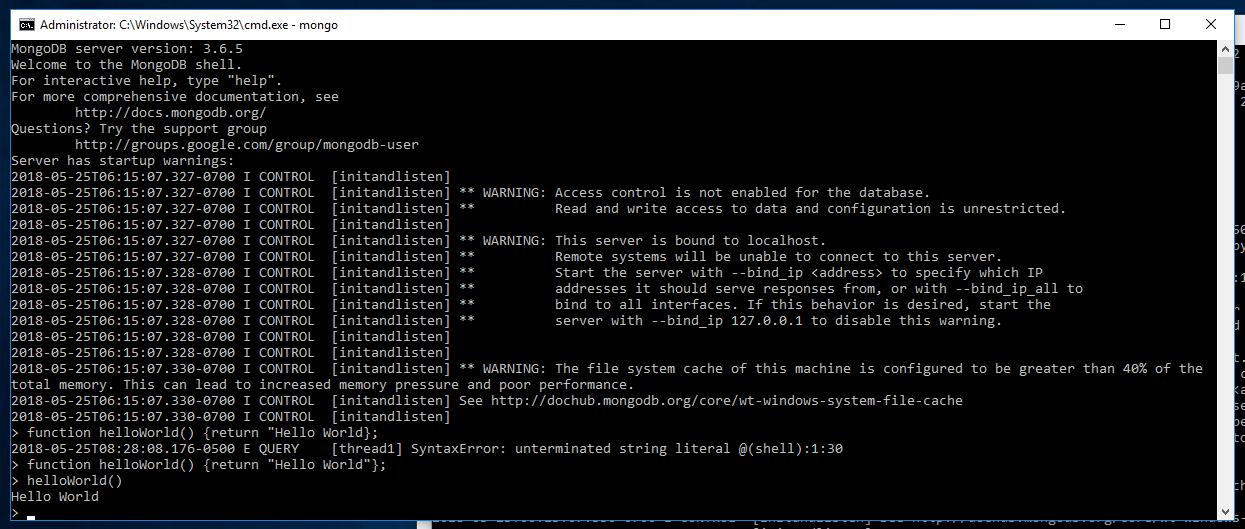 Administrator: C:\Windows\System32\cmd.exe - mongo
MongoDB server version: 3.6.5
Welcome to the MongoDB shell.
For interactive help, type "help".
For more comprehensive documentation, see
        http://docs.mongodb.org/
Questions? Try the support group
        http://groups.google.com/group/mongodb-user
Server has startup warnings:
2018-05-25T06:15:07.327-0700 I CONTROL  [initandlisten]
2018-05-25T06:15:07.327-0700 I CONTROL  [initandlisten] ** WARNING: Access control is not enabled for the database.
2018-05-25T06:15:07.327-0700 I CONTROL  [initandlisten] **          Read and write access to data and configuration is unrestricted.
2018-05-25T06:15:07.327-0700 I CONTROL  [initandlisten]
2018-05-25T06:15:07.327-0700 I CONTROL  [initandlisten] ** WARNING: This server is bound to localhost.
2018-05-25T06:15:07.327-0700 I CONTROL  [initandlisten] **          Remote systems will be unable to connect to this server.
2018-05-25T06:15:07.328-0700 I CONTROL  [initandlisten] **          Start the server with --bind_ip <address> to specify which IP
2018-05-25T06:15:07.328-0700 I CONTROL  [initandlisten] **          addresses it should serve responses from, or with --bind_ip_all to
2018-05-25T06:15:07.328-0700 I CONTROL  [initandlisten] **          bind to all interfaces. If this behavior is desired, start the
2018-05-25T06:15:07.328-0700 I CONTROL  [initandlisten] **          server with --bind_ip 127.0.0.1 to disable this warning.
2018-05-25T06:15:07.328-0700 I CONTROL  [initandlisten]
2018-05-25T06:15:07.328-0700 I CONTROL  [initandlisten]
2018-05-25T06:15:07.330-0700 I CONTROL  [initandlisten] ** WARNING: The file system cache of this machine is configured to be greater than 40% of the
total memory. This can lead to increased memory pressure and poor performance.
2018-05-25T06:15:07.330-0700 I CONTROL  [initandlisten] See http://dochub.mongodb.org/core/wt-windows-system-file-cache
2018-05-25T06:15:07.330-0700 I CONTROL  [initandlisten]
> function helloWorld() {return "Hello World};
2018-05-25T08:28:08.176-0500 E QUERY    [thread1] SyntaxError: unterminated string literal @(shell):1:30
> function helloWorld() {return "Hello World"};
> helloWorld()
Hello World
>